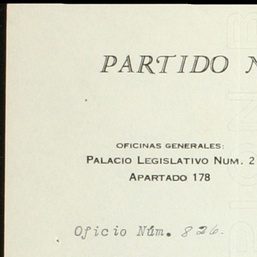 PARTIDO N
OFICINAS GENERALES:
PALACIO LEGISLATIVO NUM. 2
APARTADO 178
Oficio Núm. 826.